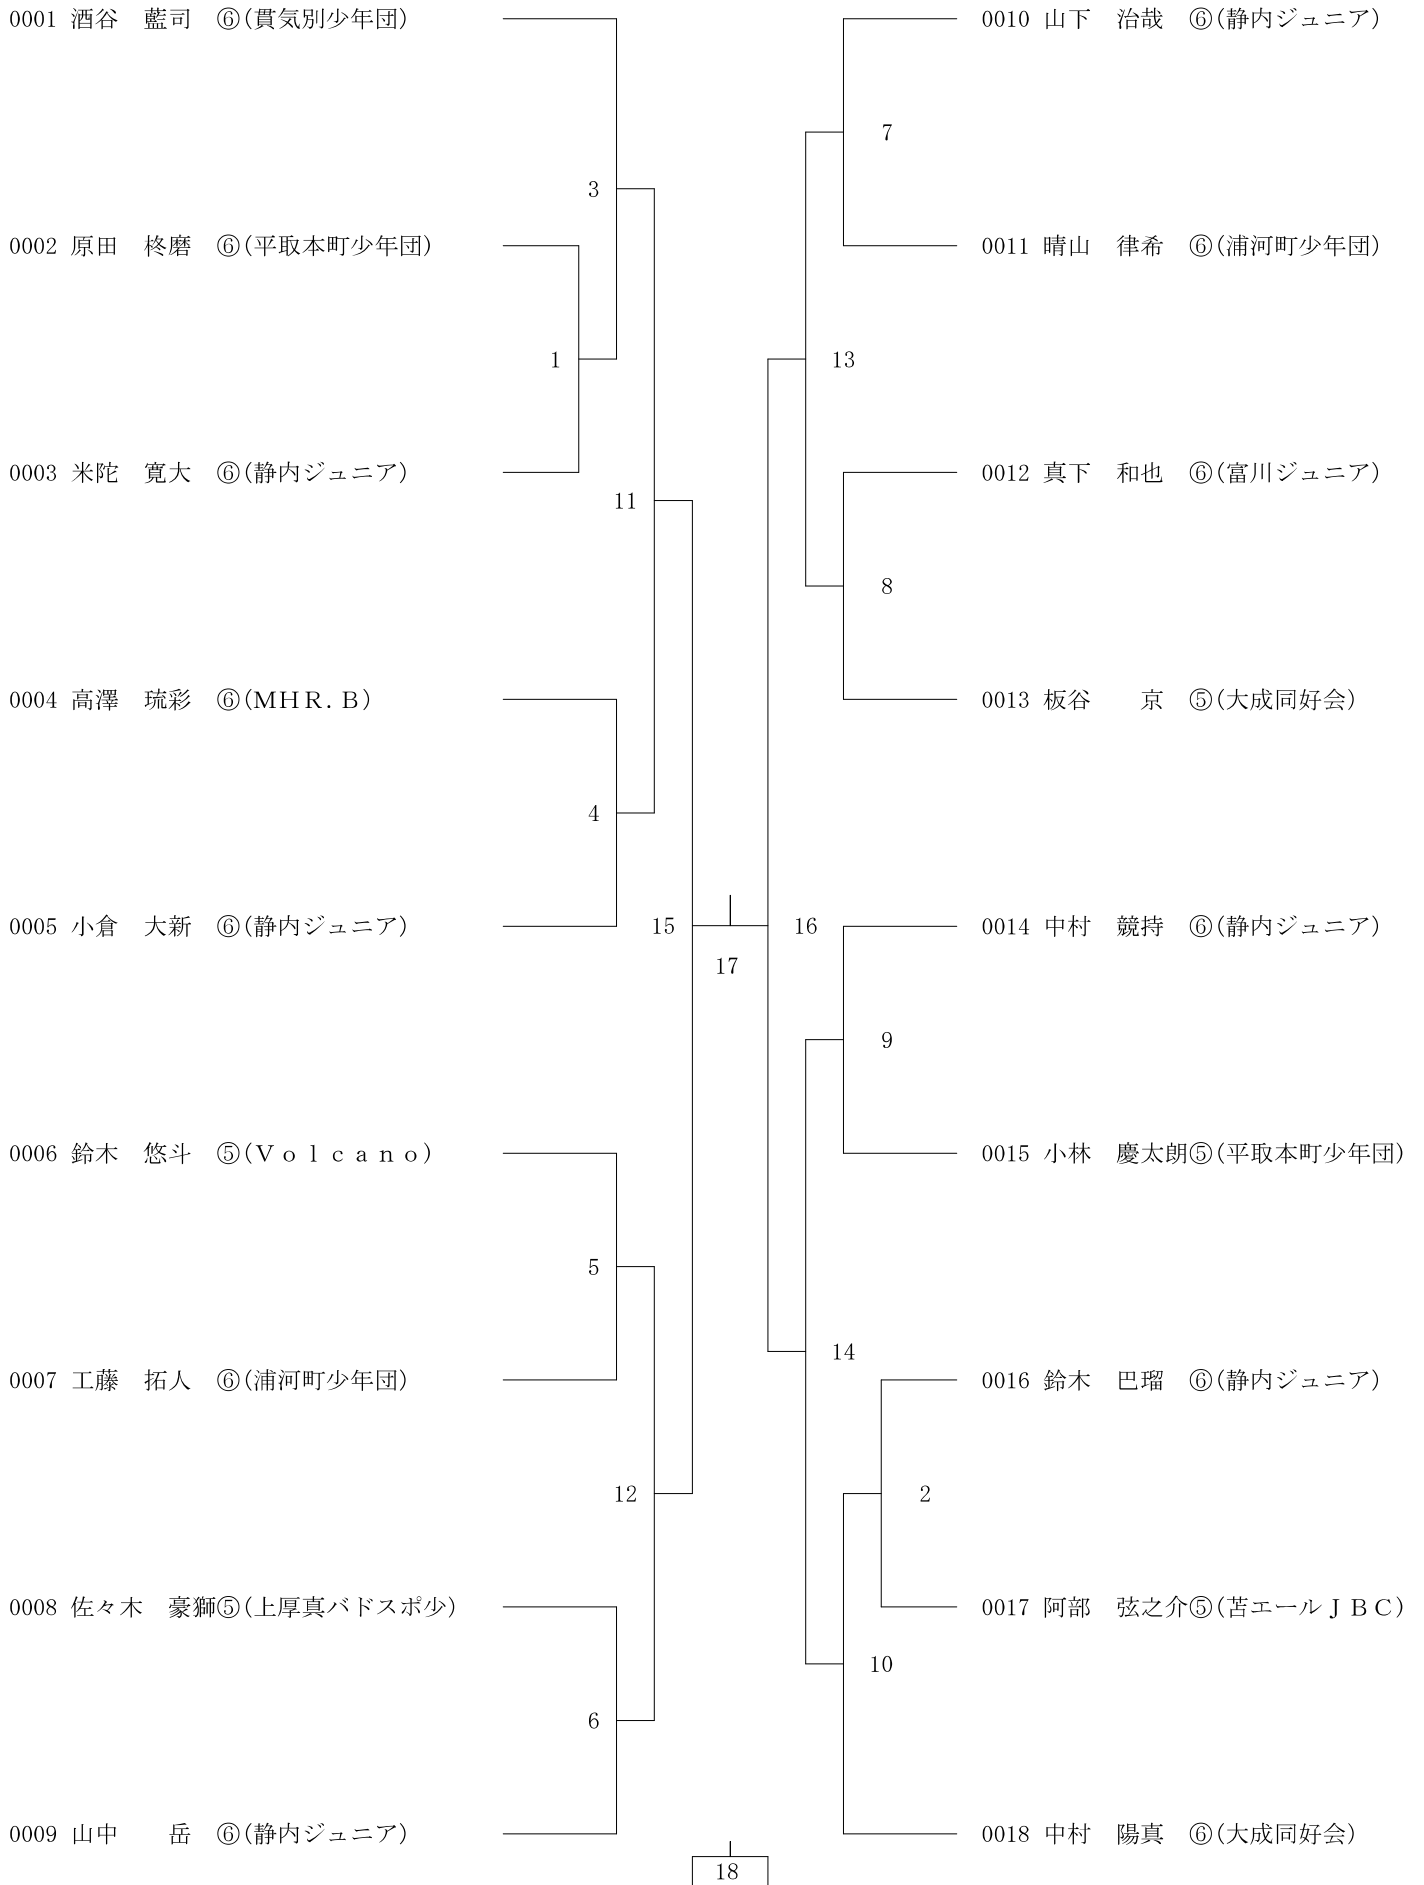 0001 酒谷　藍司　⑥(貫気別少年団)
3
0002 原田　柊磨　⑥(平取本町少年団)
1
0003 米陀　寛大　⑥(静内ジュニア)
11
0004 高澤　琉彩　⑥(ＭＨＲ．Ｂ)
4
0005 小倉　大新　⑥(静内ジュニア)
15
17
0006 鈴木　悠斗　⑤(Ｖｏｌｃａｎｏ)
5
0007 工藤　拓人　⑥(浦河町少年団)
12
0008 佐々木　豪獅⑤(上厚真バドスポ少)
6
0009 山中　　岳　⑥(静内ジュニア)
18
0010 山下　治哉　⑥(静内ジュニア)
7
0011 晴山　律希　⑥(浦河町少年団)
13
0012 真下　和也　⑥(富川ジュニア)
8
0013 板谷　　京　⑤(大成同好会)
16
0014 中村　競持　⑥(静内ジュニア)
9
0015 小林　慶太朗⑤(平取本町少年団)
14
0016 鈴木　巴瑠　⑥(静内ジュニア)
2
0017 阿部　弦之介⑤(苫エールＪＢＣ)
10
0018 中村　陽真　⑥(大成同好会)